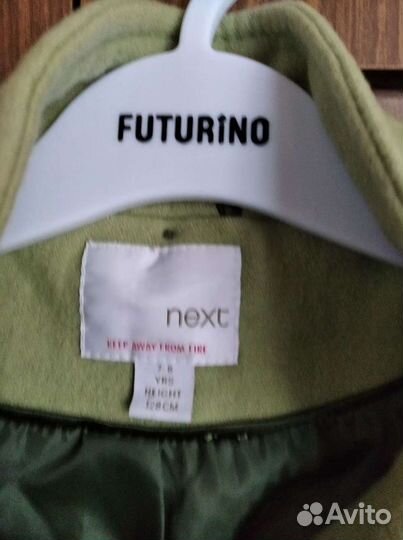 FUTURINO
next
KEEP AWAY FROM FIRE
7-8
YRS
HEIGHT
128CM
Avito